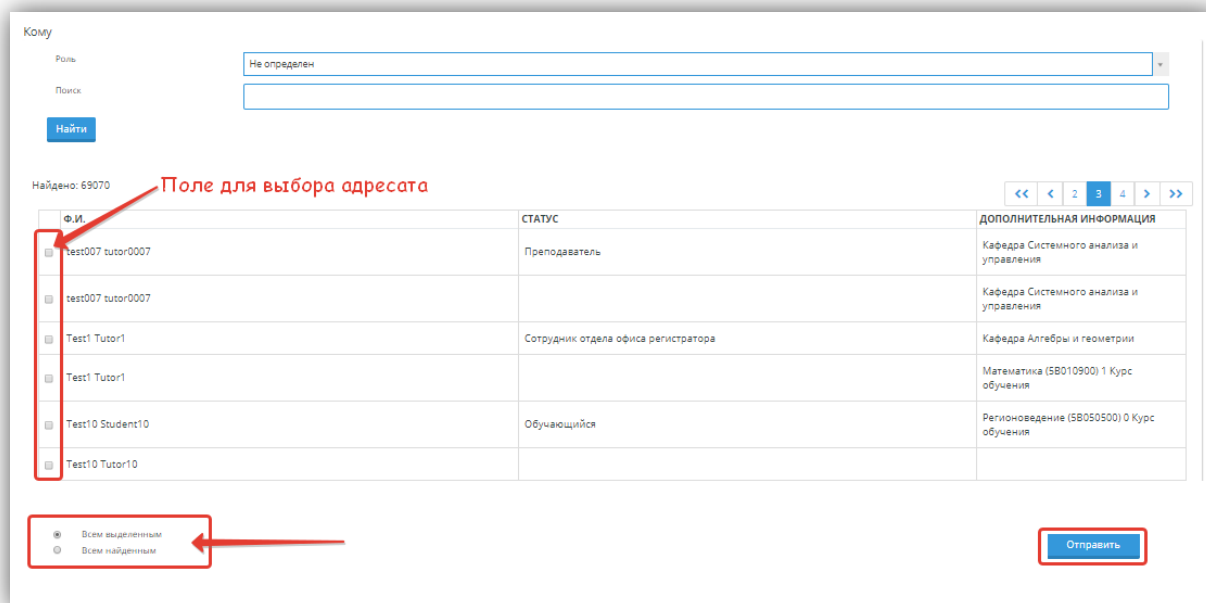 Кому
Роль
Не определен
Поиск
Найти
Найдено: 69070
Поле для выбора адресата
<< < 2 3 4 > >>
Ф.И. СТАТУС ДОПОЛНИТЕЛЬНАЯ ИНФОРМАЦИЯ
test007 tutor0007 Преподаватель Кафедра Системного анализа и
управления
test007 tutor0007 Кафедра Системного анализа и
управления
Test1 Tutor1 Сотрудник отдела офиса регистратора Кафедра Алгебры и геометрии
Test1 Tutor1 Математика (5B010900) 1 Курс
обучения
Test10 Student10 Обучающийся Регионоведение (5B050500) 0 Курс
обучения
Test10 Tutor10
Всем выделенным
Всем найденным
Отправить